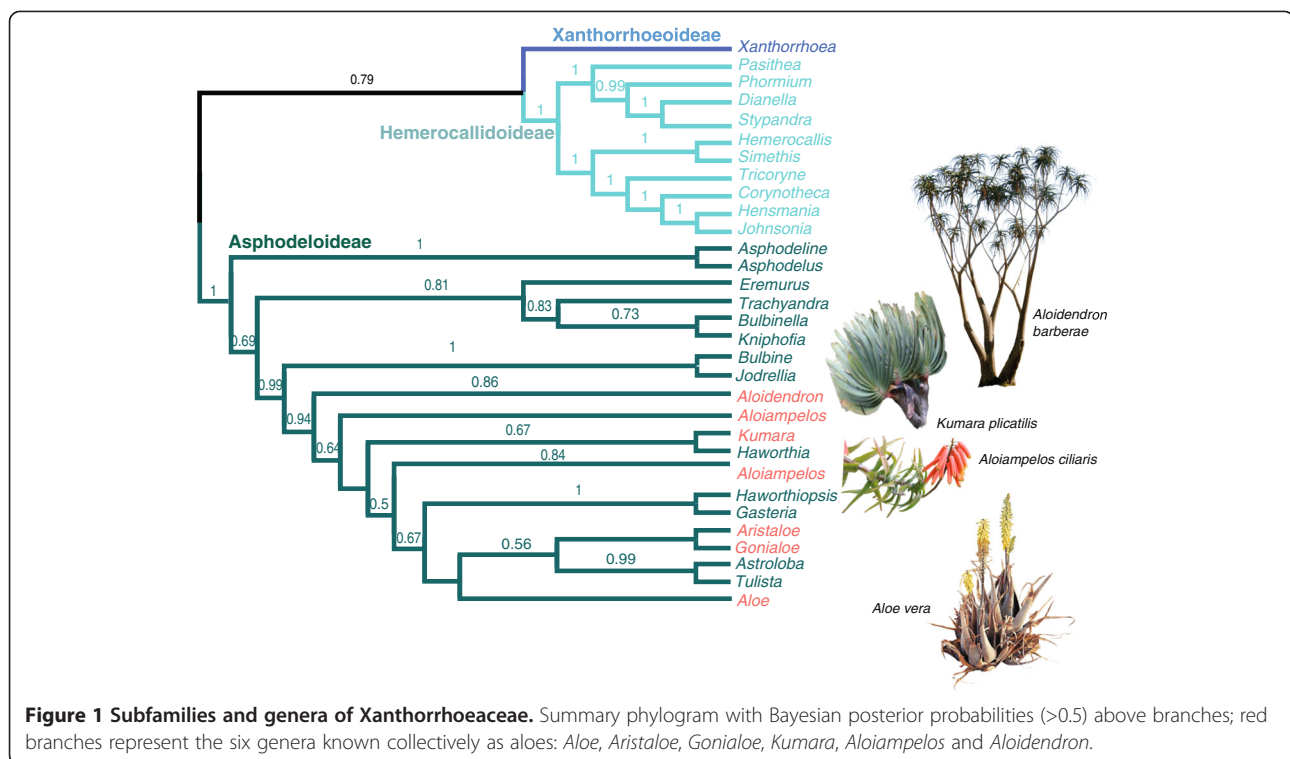 Xanthorrhoeoideae
Xanthorrhoea
Pasithea
0.79
1
Phormium
0.99
Dianella
1
1
Stypandra
Hemerocallidoideae
1
Hemerocallis
1
Simethis
Tricoryne
1
Corynotheca
1
1
Hensmania
Johnsonia
Asphodeloideae
1
Asphodeline
Asphodelus
1
0.81
Eremurus
0.83
Trachyandra
0.73
Bulbinella
Kniphofia
0.69
1
Bulbine
Jodrellia
0.99
0.86
Aloidendron
0.94
Aloiampelos
0.64
0.67
Kumara
Haworthia
0.84
Aloiampelos
0.5
1
Haworthiopsis
Gasteria
0.67
Aristaloe
0.56
Gonialoe
0.99
Astroloba
Tulista
Aloe
Aloidendron
barberae
Kumara plicatilis
Aloiampelos ciliaris
Aloe vera
Figure 1 Subfamilies and genera of Xanthorrhoeaceae. Summary phylogram with Bayesian posterior probabilities (>0.5) above branches; red
branches represent the six genera known collectively as aloes: Aloe, Aristaloe, Gonialoe, Kumara, Aloiampelos and Aloidendron.